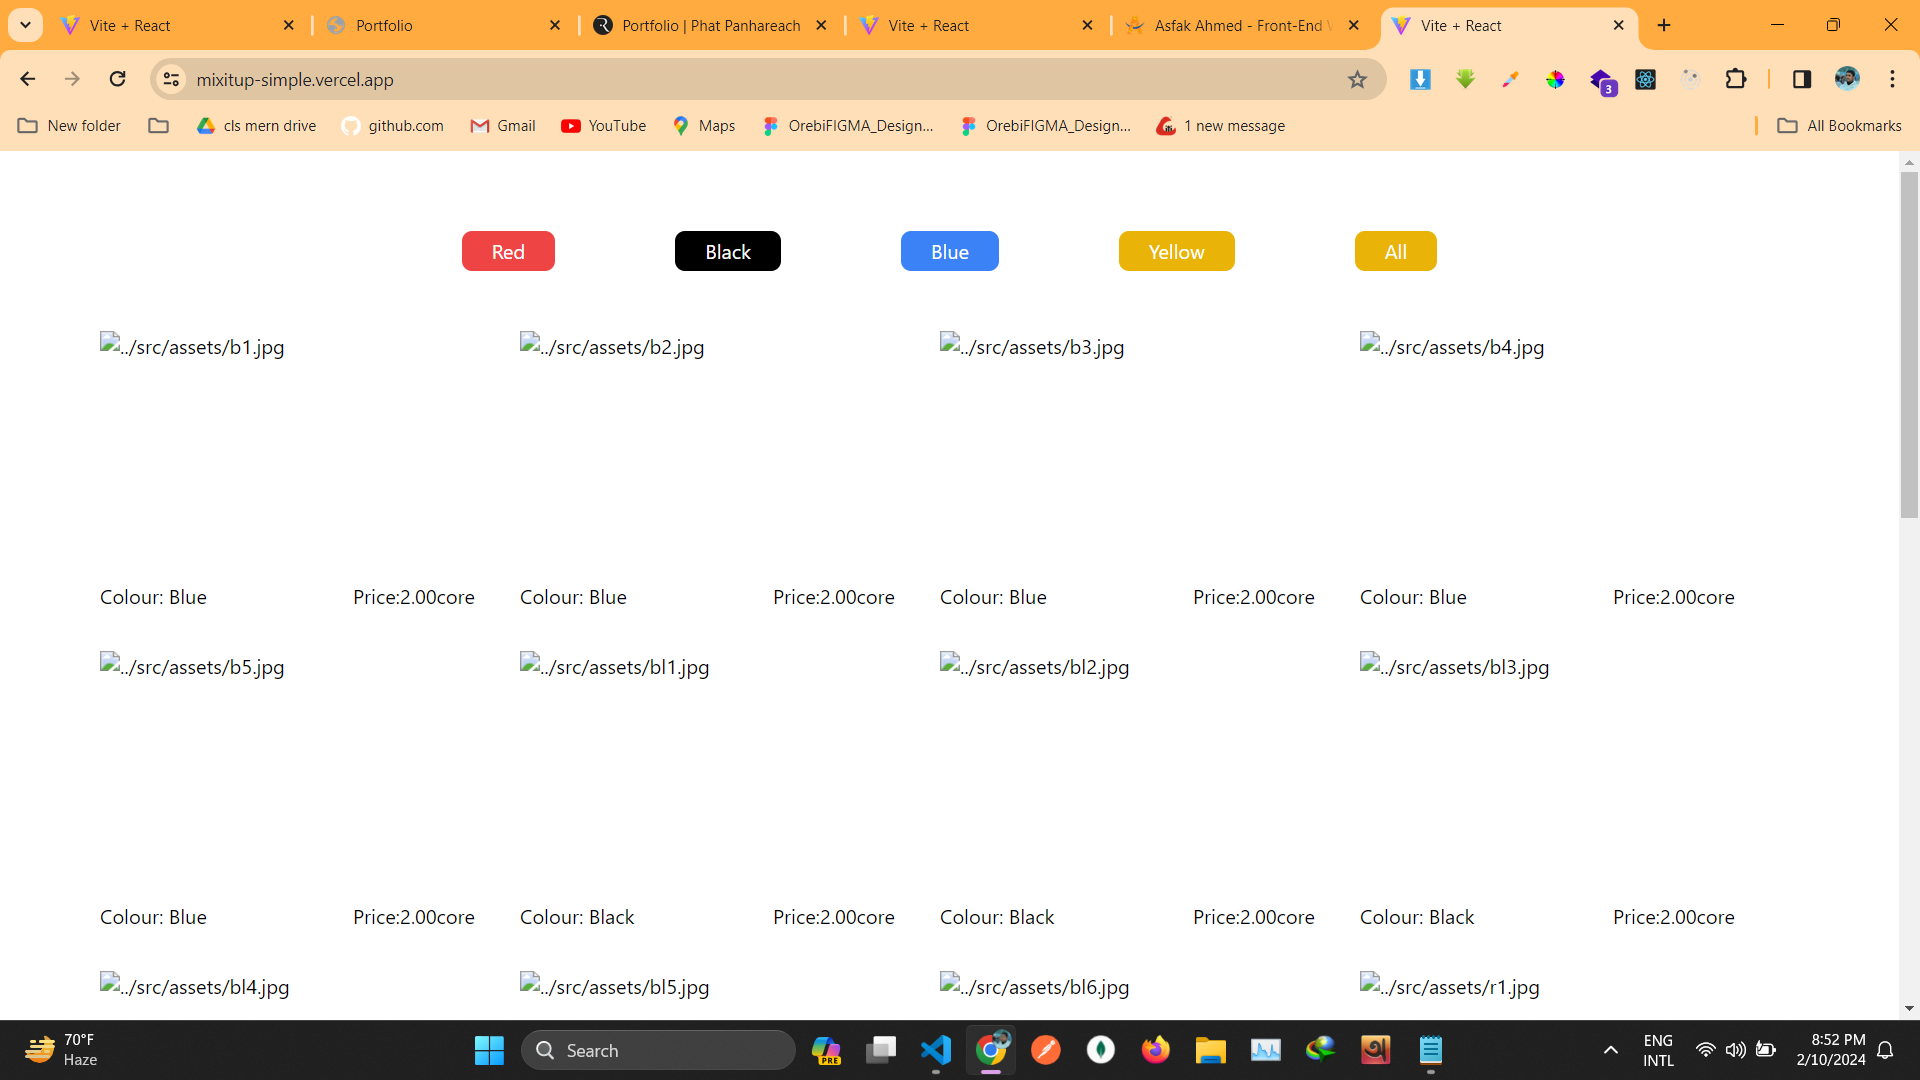 Vite + React
Portfolio
Portfolio | Phat Panhareach
Vite + React
Asfak Ahmed - Front-End
Vite + React
mixitup-simple.vercel.app
3
New folder
cls mern drive
github.com
Gmail
YouTube
Maps
OrebiFIGMA_Design...
OrebiFIGMA_Design...
1 new message
All Bookmarks
Red
Black
Blue
Yellow
All
../src/assets/b1.jpg
../src/assets/b2.jpg
../src/assets/b3.jpg
../src/assets/b4.jpg
Colour: Blue
Price:2.00core
Colour: Blue
Price:2.00core
Colour: Blue
Price:2.00core
Colour: Blue
Price:2.00core
../src/assets/b5.jpg
../src/assets/bl1.jpg
../src/assets/bl2.jpg
../src/assets/bl3.jpg
Colour: Blue
Price:2.00core
Colour: Black
Price:2.00core
Colour: Black
Price:2.00core
Colour: Black
Price:2.00core
../src/assets/bl4.jpg
../src/assets/bl5.jpg
../src/assets/bl6.jpg
../src/assets/r1.jpg
70°F
Haze
Search
PRE
ENG
INTL
8:52 PM
2/10/2024